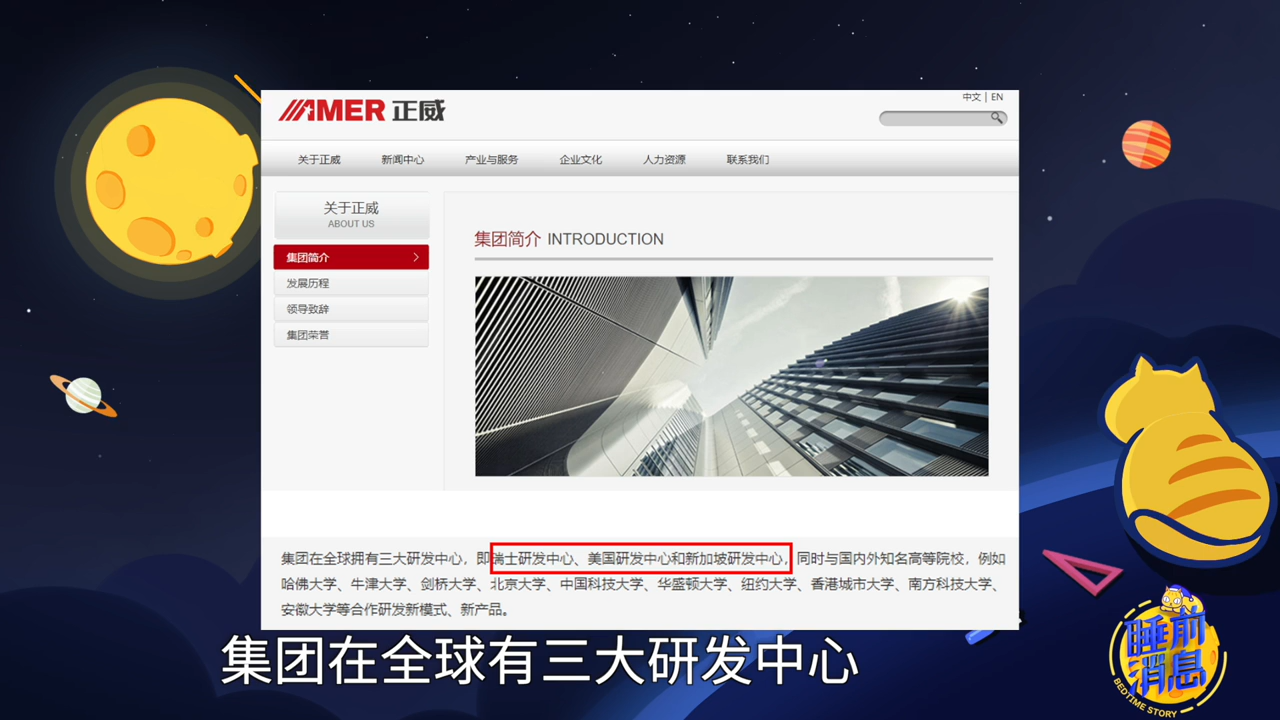 AMER 正威
中文 | EN
关于正威 新闻中心 产业与服务 企业文化 人力资源 联系我们
关于正威
ABOUT US
集团简介
发展历程
领导致辞
集团荣誉
集团简介 INTRODUCTION
集团在全球拥有三大研发中心，即瑞士研发中心、美国研发中心和新加坡研发中心，同时与国内外知名高等院校，例如
哈佛大学、牛津大学、剑桥大学、北京大学、中国科技大学、华盛顿大学、纽约大学、香港城市大学、南方科技大学、
安徽大学等合作研发新模式、新产品。
集团在全球有三大研发中心
睡前
消息
BEDTIME STORY